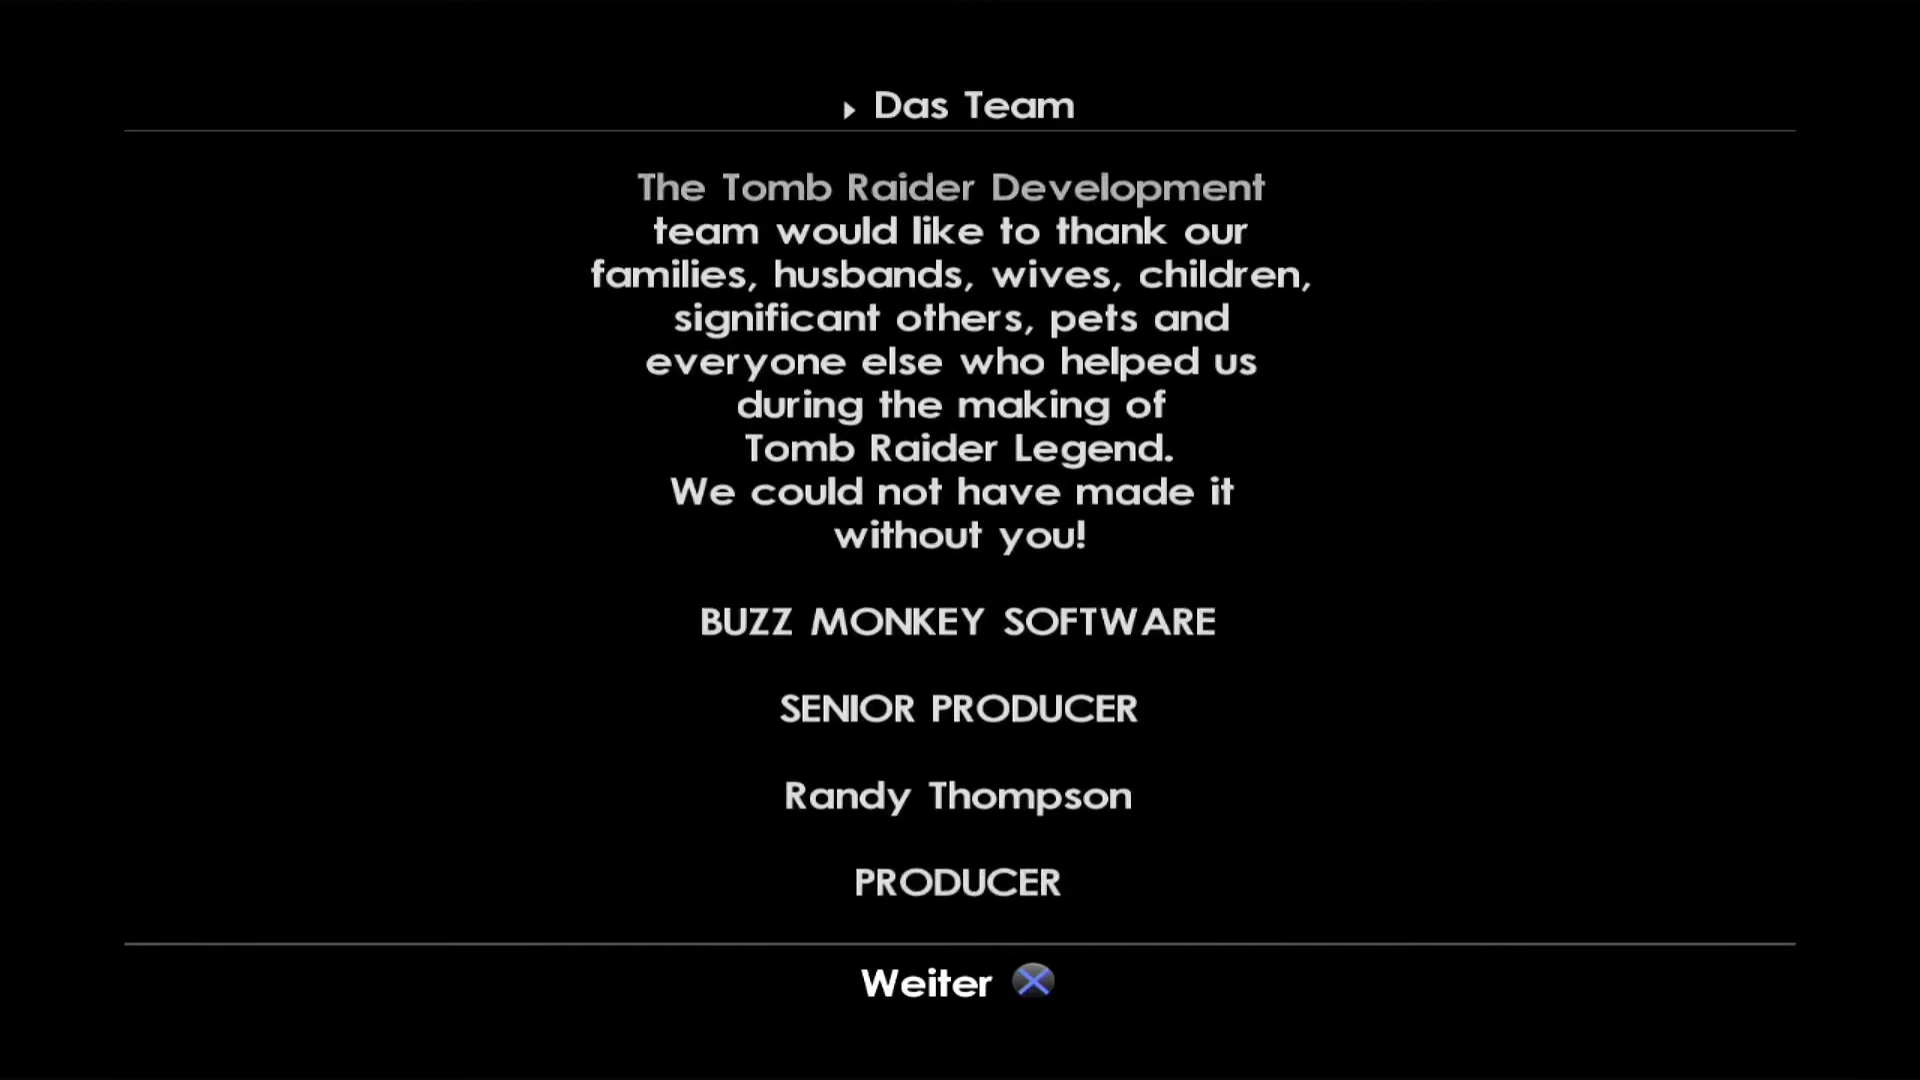 Das Team
The Tomb Raider Development
team would like to thank our
families, husbands, wives, children,
significant others, pets and
everyone else who helped us
during the making of
Tomb Raider Legend.
We could not have made it
without you!
BUZZ MONKEY SOFTWARE
SENIOR PRODUCER
Randy Thompson
PRODUCER
Weiter